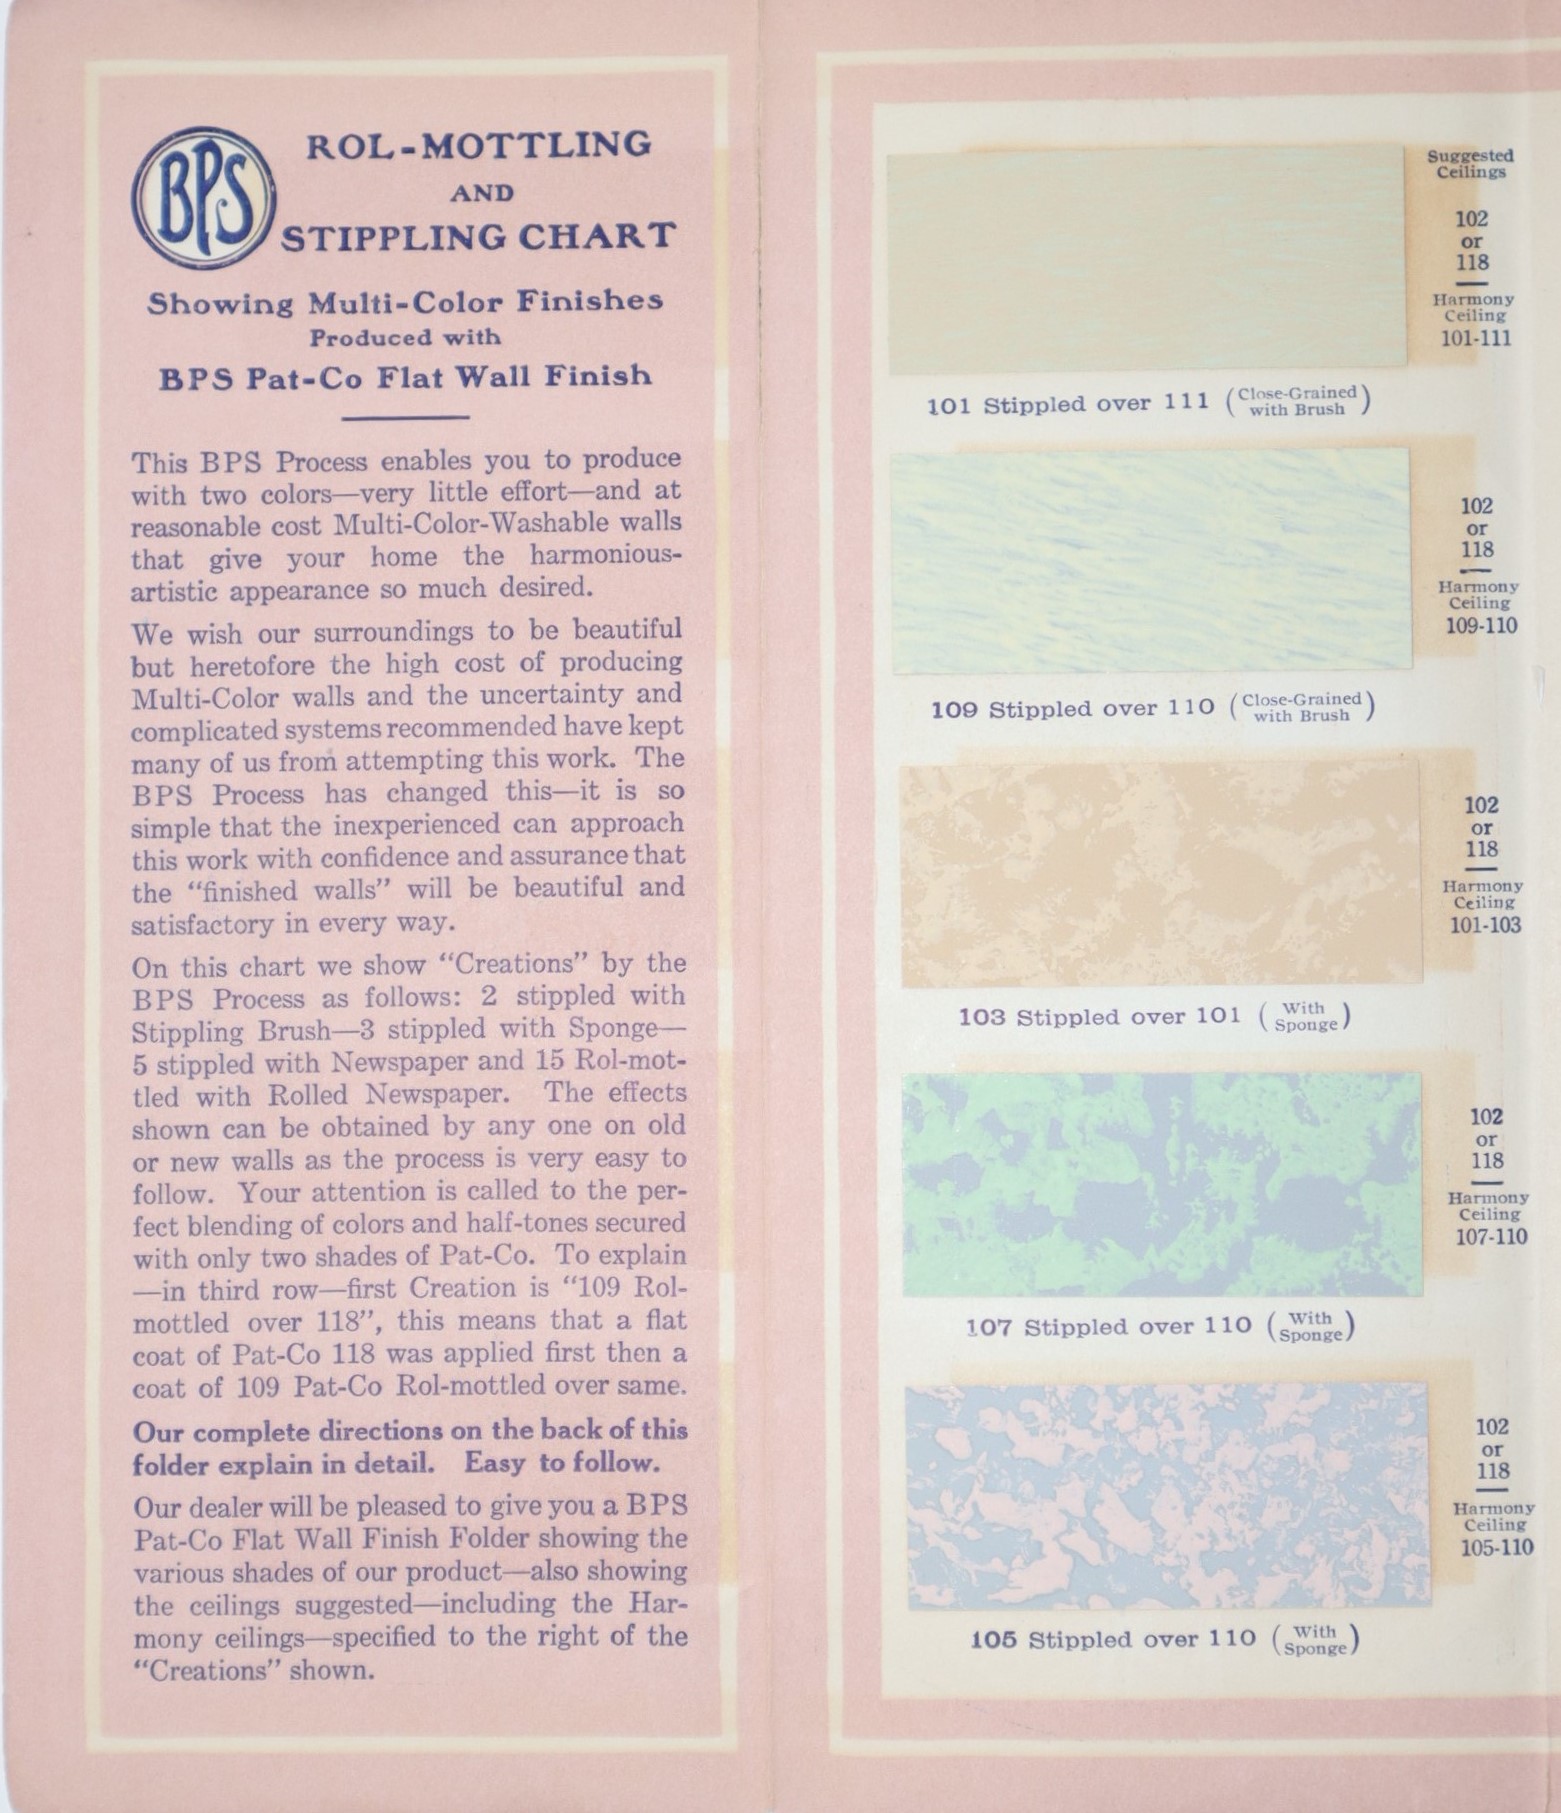 BPS
ROL-MOTTLING
AND
STIPPLING CHART
Showing Multi-Color Finishes
Produced with
BPS Pat-Co Flat Wall Finish
This BPS Process enables you to produce
with two colors—very little effort—and at
reasonable cost Multi-Color-Washable walls
that give your home the harmonious-
artistic appearance so much desired.
We wish our surroundings to be beautiful
but heretofore the high cost of producing
Multi-Color walls and the uncertainty and
complicated systems recommended have kept
many of us from attempting this work. The
BPS Process has changed this—it is so
simple that the inexperienced can approach
this work with confidence and assurance that
the “finished walls” will be beautiful and
satisfactory in every way.
On this chart we show “Creations” by the
BPS Process as follows: 2 stippled with
Stippling Brush—3 stippled with Sponge—
5 stippled with Newspaper and 15 Rol-mot-
tled with Rolled Newspaper. The effects
shown can be obtained by any one on old
or new walls as the process is very easy to
follow. Your attention is called to the per-
fect blending of colors and half-tones secured
with only two shades of Pat-Co. To explain
—in third row—first Creation is “109 Rol-
mottled over 118”, this means that a flat
coat of Pat-Co 118 was applied first then a
coat of 109 Pat-Co Rol-mottled over same.
Our complete directions on the back of this
folder explain in detail. Easy to follow.
Our dealer will be pleased to give you a BPS
Pat-Co Flat Wall Finish Folder showing the
various shades of our product—also showing
the ceilings suggested—including the Har-
mony ceilings—specified to the right of the
“Creations” shown.
Suggested
Ceilings
102
or
118
Harmony
Ceiling
101-111
101 Stippled over 111 (Close-Grained
with Brush)
102
or
118
Harmony
Ceiling
109-110
109 Stippled over 110 (Close-Grained
with Brush)
102
or
118
Harmony
Ceiling
101-103
103 Stippled over 101 (With
Sponge)
102
or
118
Harmony
Ceiling
107-110
107 Stippled over 110 (With
Sponge)
102
or
118
Harmony
Ceiling
105-110
105 Stippled over 110 (With
Sponge)